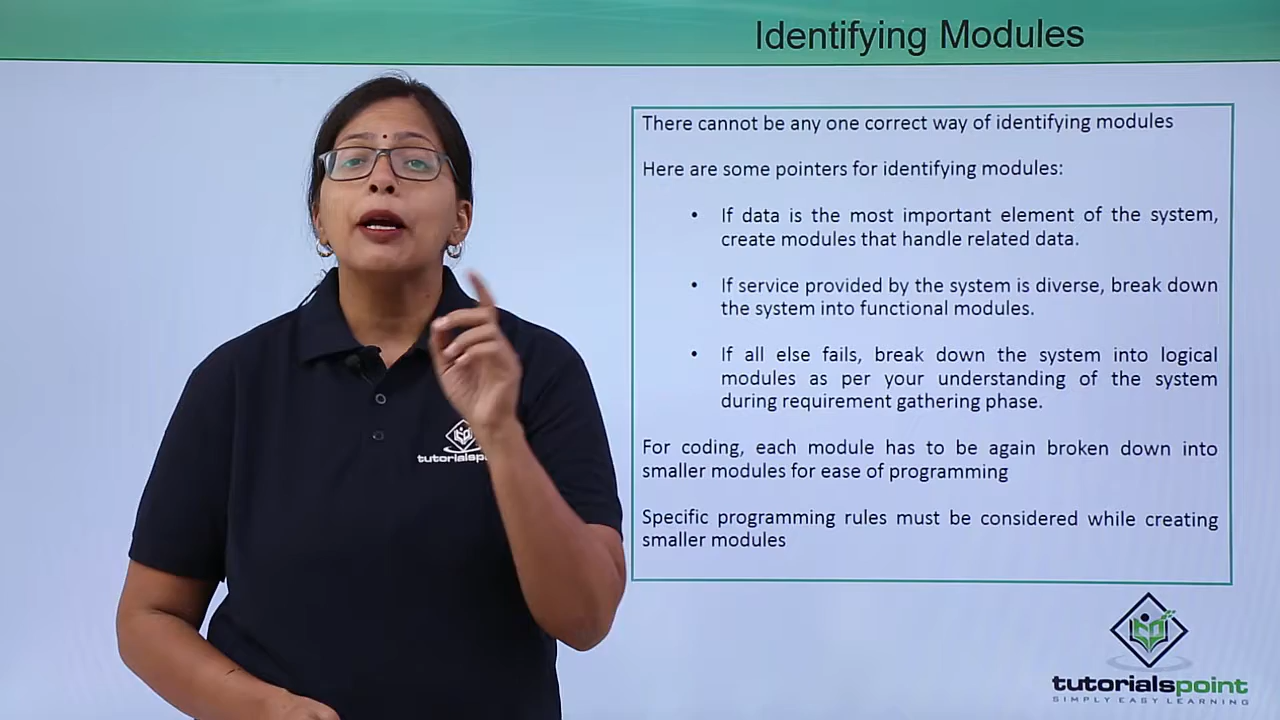 Identifying Modules
There cannot be any one correct way of identifying modules
Here are some pointers for identifying modules:
• If data is the most important element of the system,
create modules that handle related data.
• If service provided by the system is diverse, break down
the system into functional modules.
• If all else fails, break down the system into logical
modules as per your understanding of the system
during requirement gathering phase.
For coding, each module has to be again broken down into
smaller modules for ease of programming
Specific programming rules must be considered while creating
smaller modules
tutorialspoint
SIMPLY EASY LEARNING